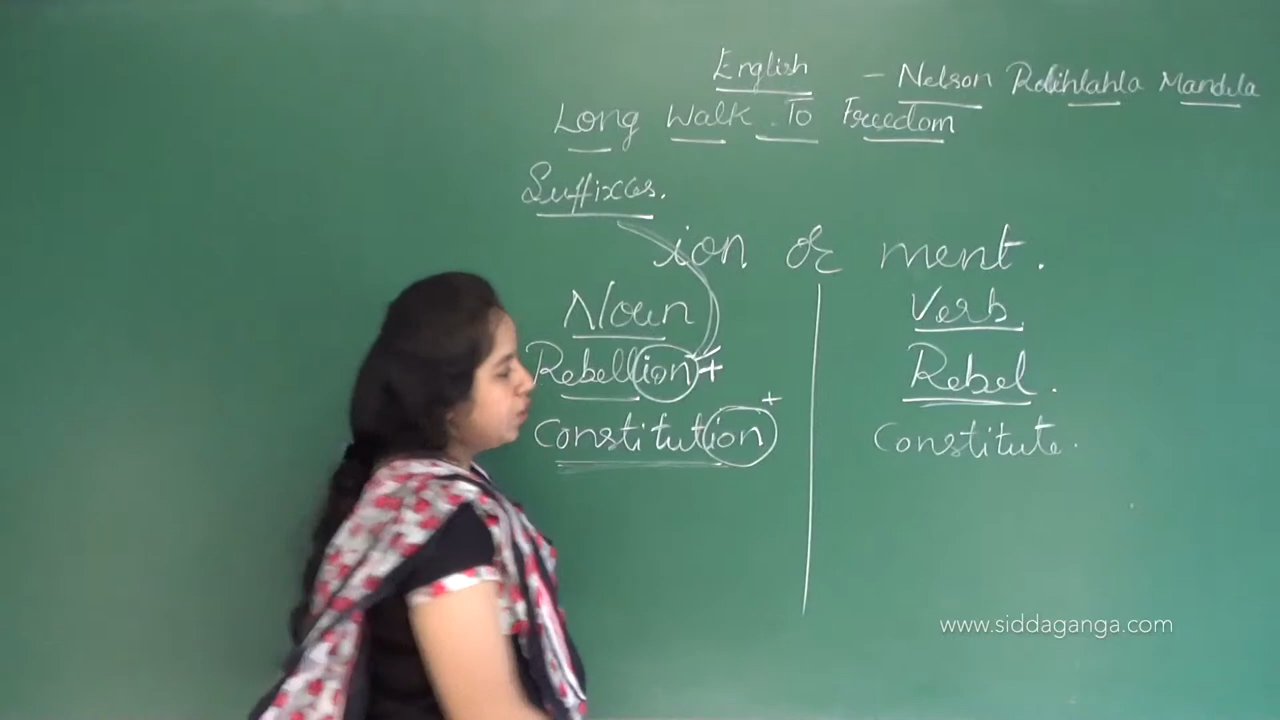 English - Nelson Rolihlahla Mandela
Long Walk To Freedom
Suffixes.
ion or ment.
Noun Verb
Rebellion+ Rebel.
Constitution+ Constitute.
www.siddaganga.com